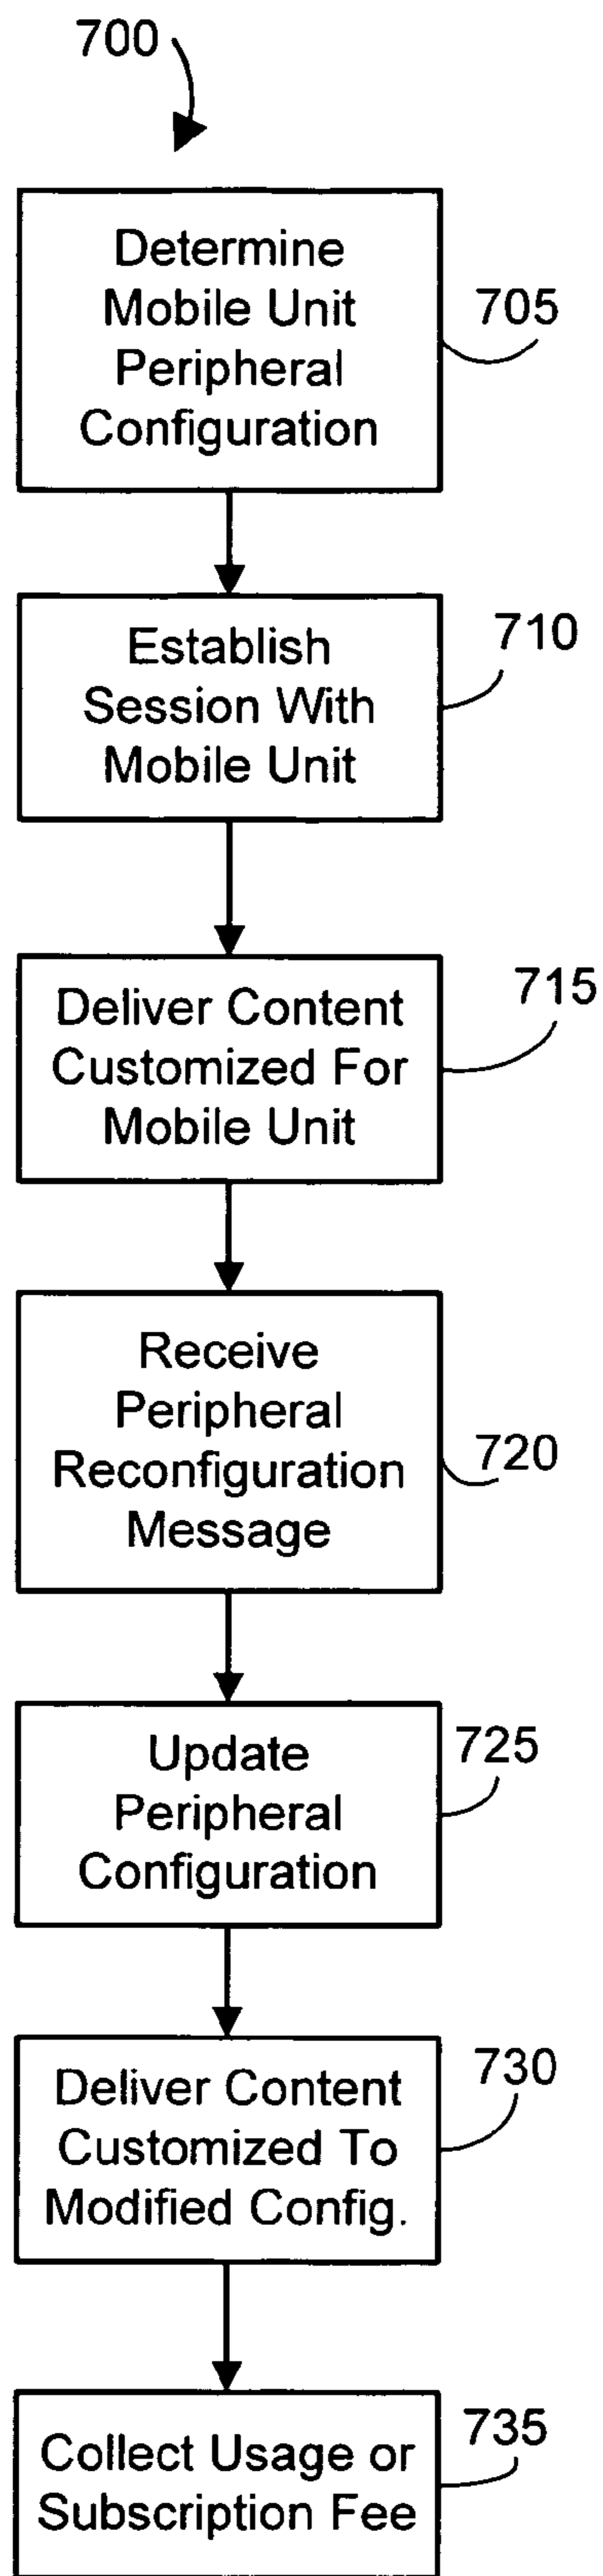 700
Determine
Mobile Unit
Peripheral
Configuration
705
Establish
Session With
Mobile Unit
710
Deliver Content
Customized For
Mobile Unit
715
Receive
Peripheral
Reconfiguration
Message
720
Update
Peripheral
Configuration
725
Deliver Content
Customized To
Modified Config.
730
Collect Usage or
Subscription Fee
735